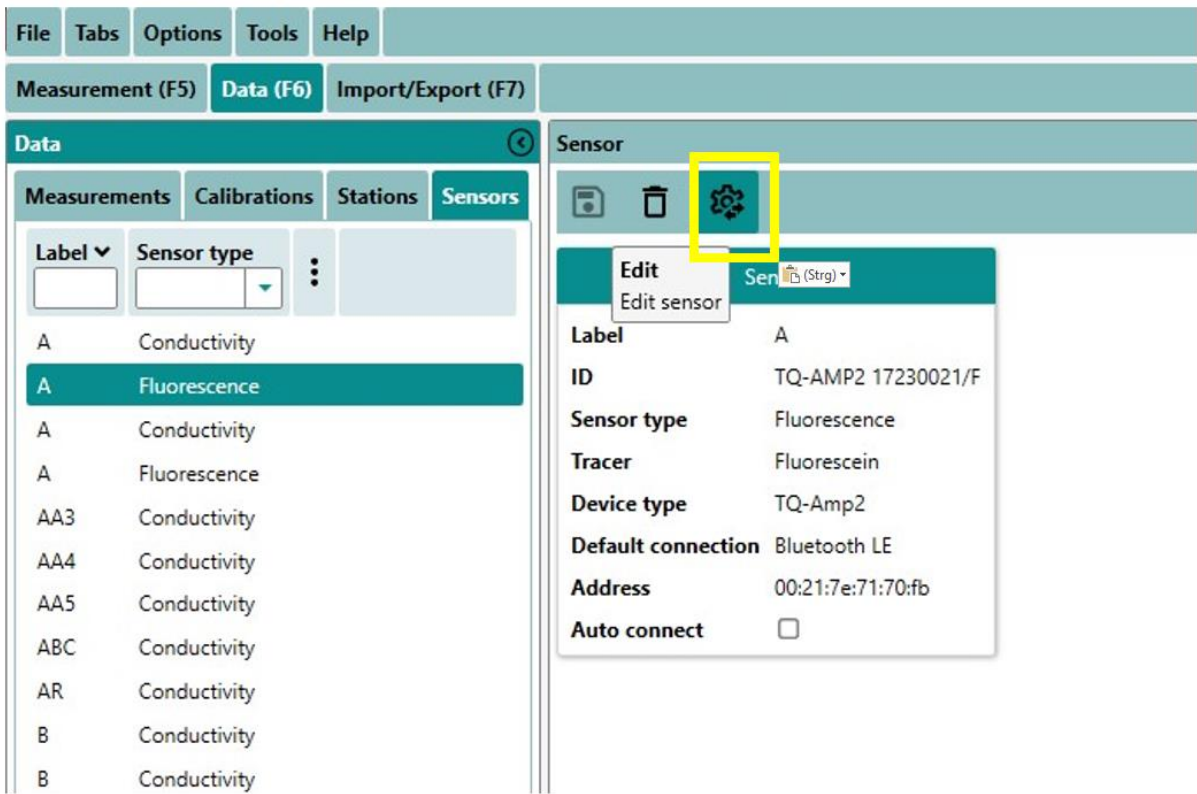 File Tabs Options Tools Help
Measurement (F5) Data (F6) Import/Export (F7)
Data
Measurements Calibrations Stations Sensors
Label Sensor type
A Conductivity
A Fluorescence
A Conductivity
A Fluorescence
AA3 Conductivity
AA4 Conductivity
AA5 Conductivity
ABC Conductivity
AR Conductivity
B Conductivity
B Conductivity
Sensor
Edit
Edit sensor
(Strg)
Label A
ID TQ-AMP2 17230021/F
Sensor type Fluorescence
Tracer Fluorescein
Device type TQ-Amp2
Default connection Bluetooth LE
Address 00:21:7e:71:70:fb
Auto connect